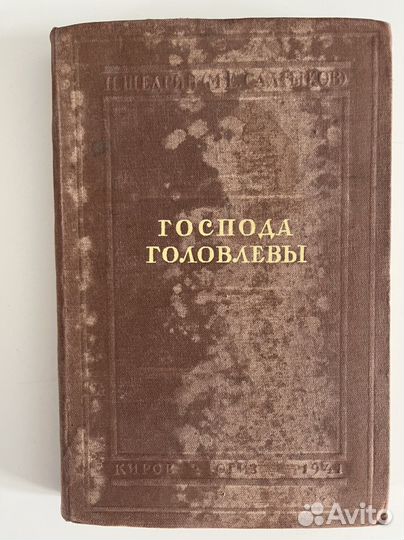 Н. ЩЕДРИН (М. Е. САЛТЫКОВ)
ГОСПОДА
ГОЛОВЛЕВЫ
КИРОВ ОГИЗ 1941
Avito